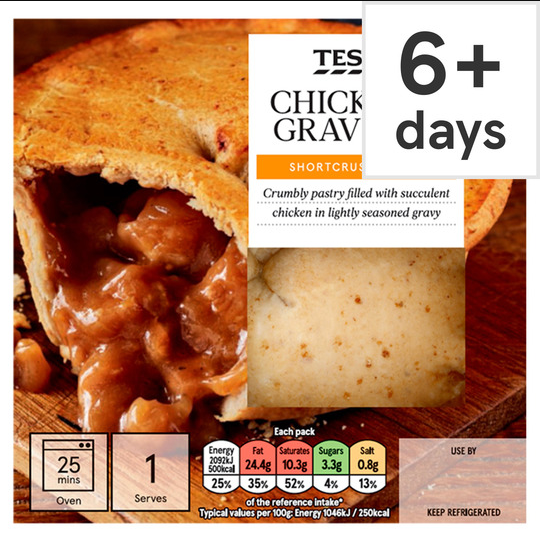 6+
days
TES
CHICK
GRAV
SHORTCRUS
Crumbly pastry filled with succulent
chicken in lightly seasoned gravy
25
mins
Oven
1
Serves
Each pack
Energy
2092kJ
500kcal
25%
Fat
24.4g
35%
Saturates
10.3g
52%
Sugars
3.3g
4%
Salt
0.8g
13%
of the reference intake*
Typical values per 100g: Energy 1046kJ / 250kcal
USE BY
KEEP REFRIGERATED